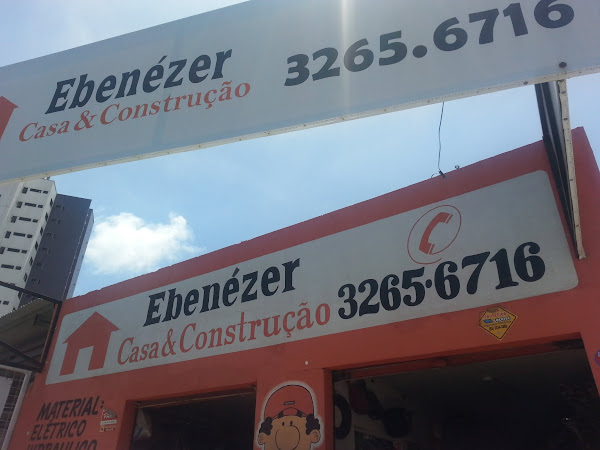 Ebenézer
Casa & Construção
3265.6716
Ebenézer
Casa & Construção
3265-6716
MATERIAL:
ELÉTRICO